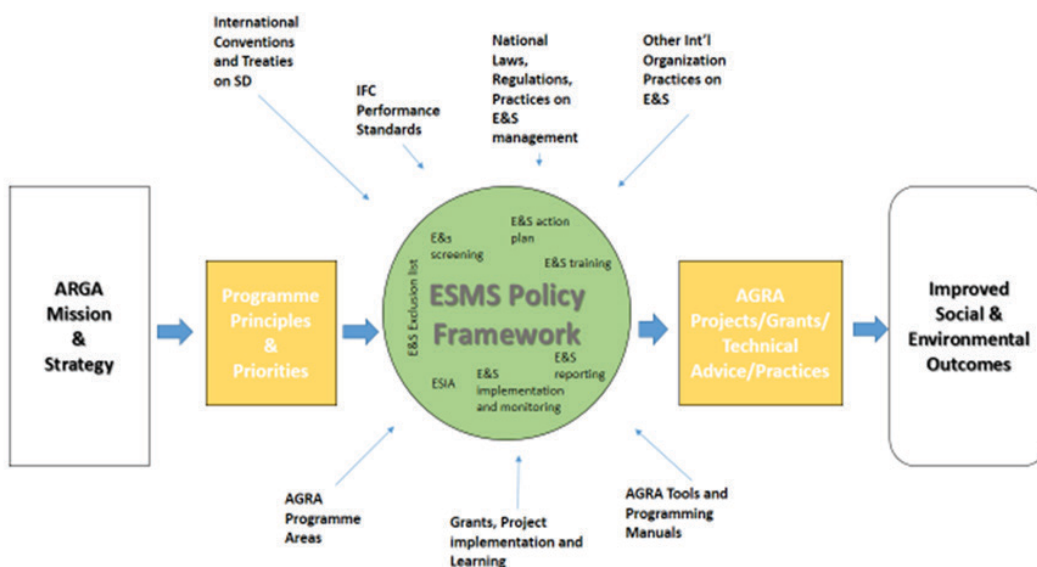 International
Conventions
and Treaties
on SD
IFC
Performance
Standards
National
Laws,
Regulations,
Practices on
E&S
management
Other Int'l
Organization
Practices on
E&S
ARGA
Mission
&
Strategy
Programme
Principles
&
Priorities
E&S Exclusion list
E&s
screening
E&S action
plan
E&S training
ESMS Policy
Framework
ESIA
E&S
implementation
and monitoring
E&S
reporting
AGRA
Projects/Grants/
Technical
Advice/Practices
Improved
Social &
Environmental
Outcomes
AGRA
Programme
Areas
Grants, Project
implementation and
Learning
AGRA Tools and
Programming
Manuals